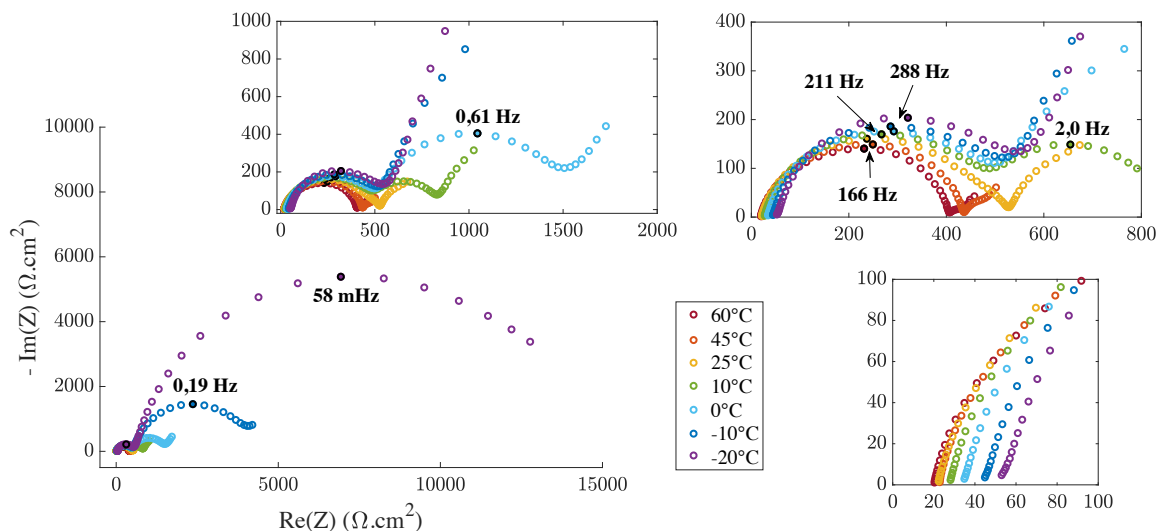 1000
800
600
400
200
0
0
500
1000
1500
2000
0,61 Hz
400
300
200
100
0
0
200
400
600
800
211 Hz
288 Hz
2,0 Hz
166 Hz
10000
8000
6000
4000
2000
0
0
5000
10000
15000
- Im(Z) (Ω.cm²)
Re(Z) (Ω.cm²)
58 mHz
0,19 Hz
60°C
45°C
25°C
10°C
0°C
-10°C
-20°C
100
80
60
40
20
0
0
20
40
60
80
100